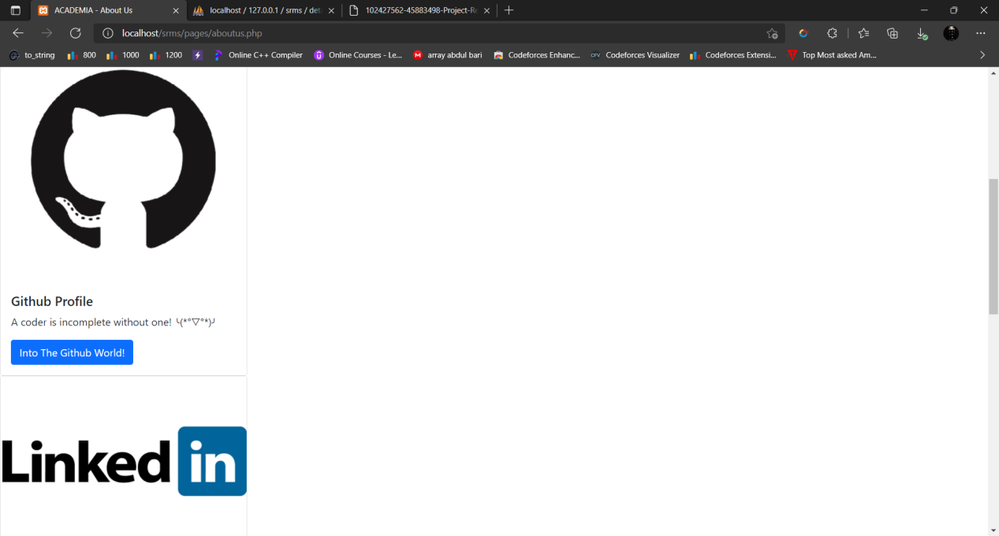 ACADEMIA - About Us
localhost / 127.0.0.1 / srms / deta
102427562-45883498-Project-Re
localhost/srms/pages/aboutus.php
to_string
800
1000
1200
Online C++ Compiler
Online Courses - Le...
array abdul bari
Codeforces Enhanc...
CFV
Codeforces Visualizer
Codeforces Extensi...
Top Most asked Am...
Github Profile
A coder is incomplete without one! ╰(*°▽°*)╯
Into The Github World!
Linked in